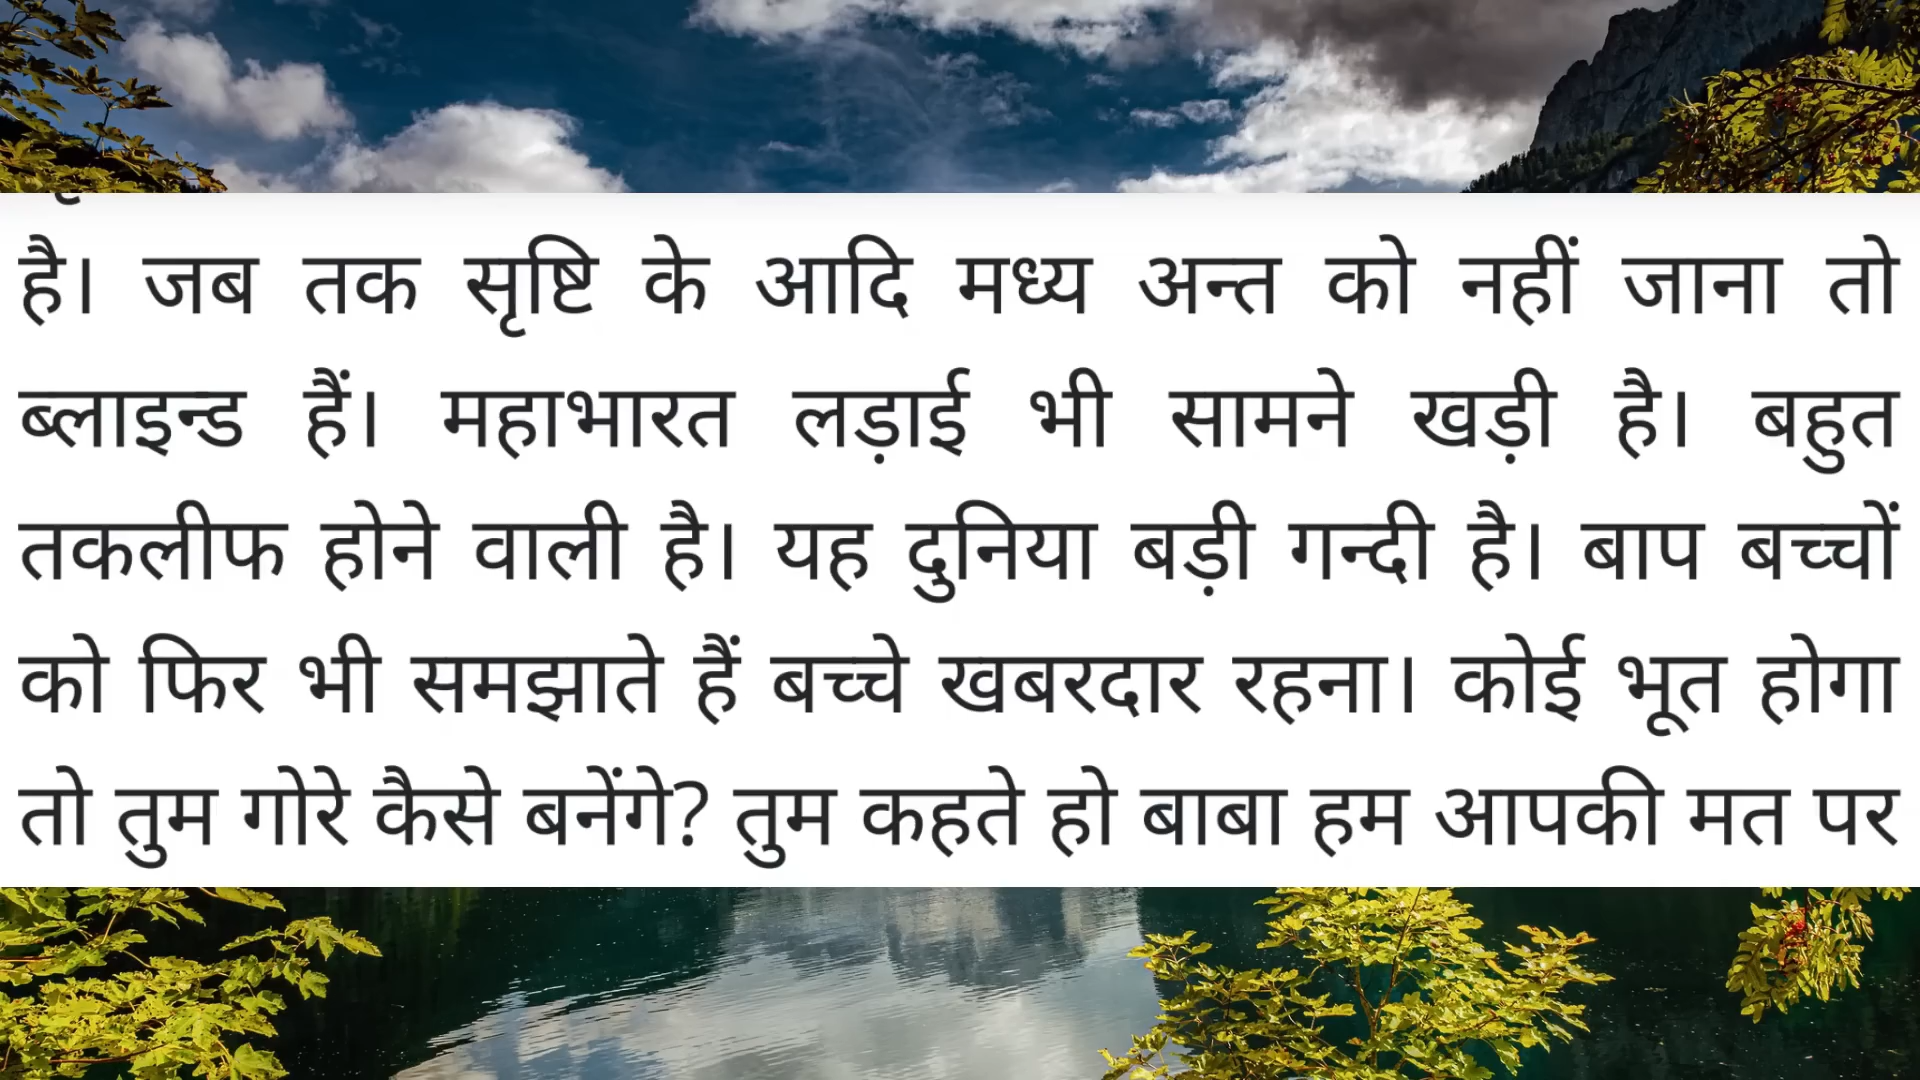 है। जब तक सृष्टि के आदि मध्य अन्त को नहीं जाना तो
ब्लाइन्ड हैं। महाभारत लड़ाई भी सामने खड़ी है। बहुत
तकलीफ होने वाली है। यह दुनिया बड़ी गन्दी है। बाप बच्चों
को फिर भी समझाते हैं बच्चे खबरदार रहना। कोई भूत होगा
तो तुम गोरे कैसे बनेंगे? तुम कहते हो बाबा हम आपकी मत पर